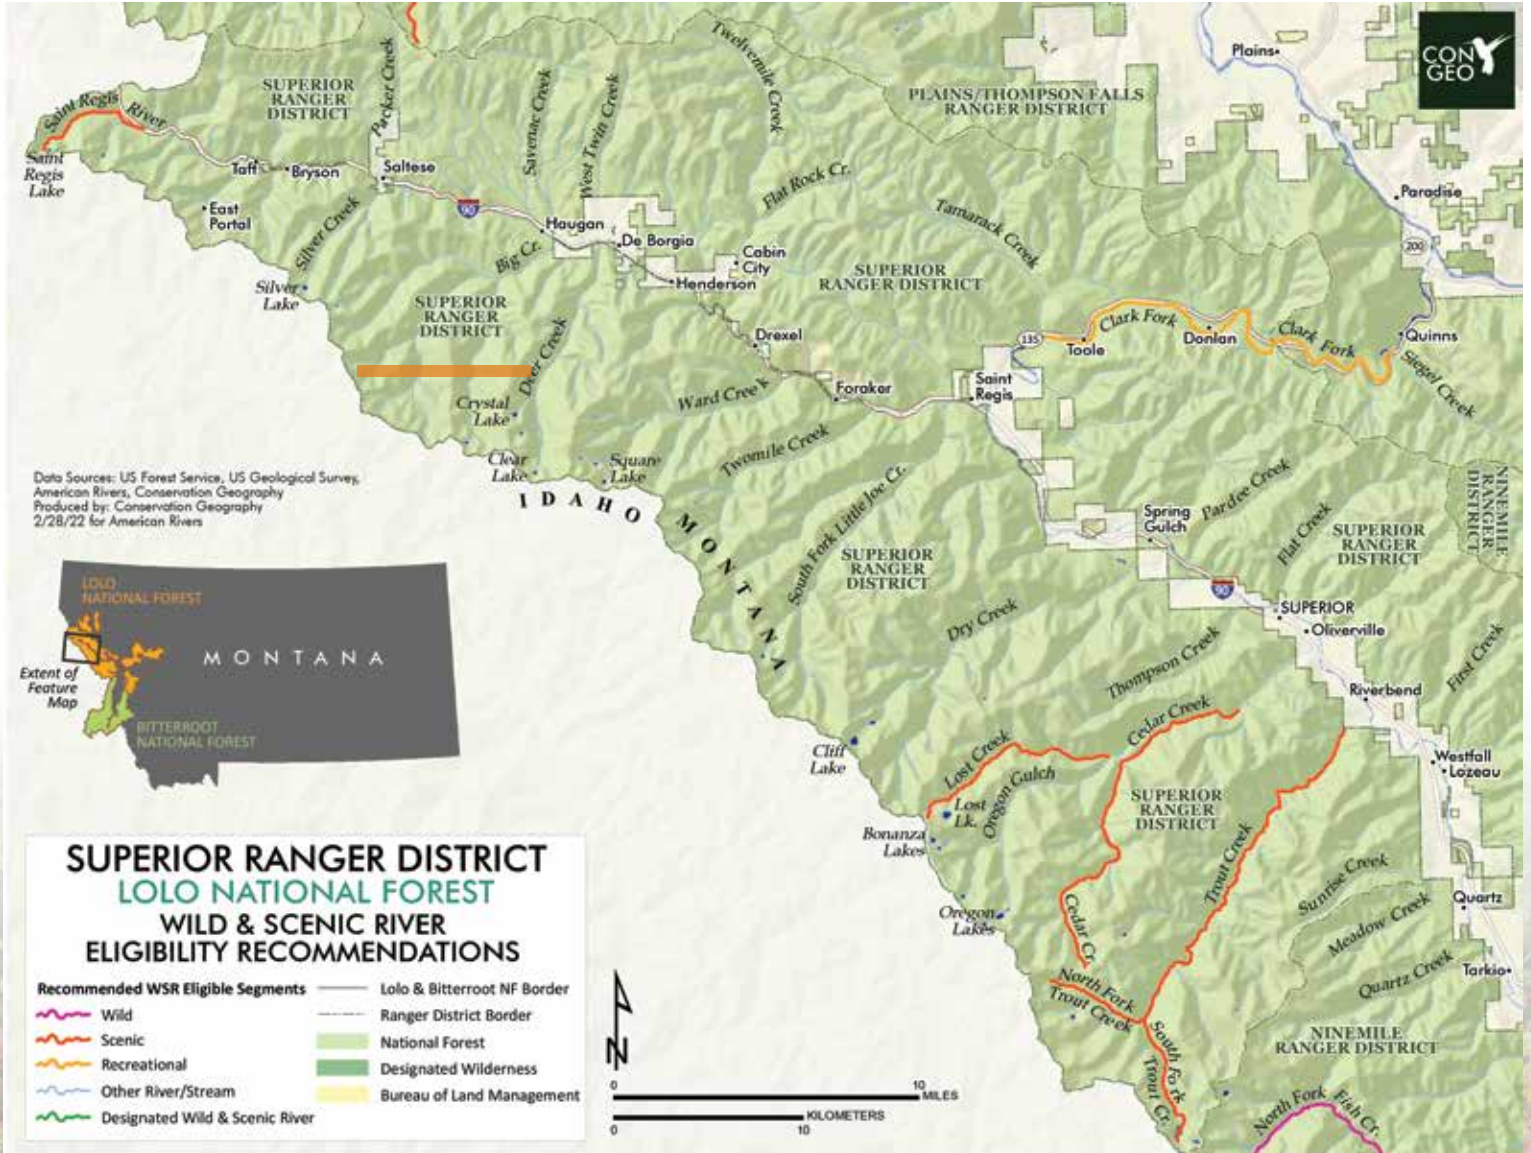 CON
GEO
Plains
PLAINS/THOMPSON FALLS
RANGER DISTRICT
Twelvemile Creek
SUPERIOR
RANGER
DISTRICT
Packer Creek
Savenac Creek
West Twin Creek
Saint Regis River
Saint
Regis
Lake
Taff
Bryson
Saltese
East
Portal
Silver Creek
90
Haugan
De Borgia
Big Cr.
Flat Rock Cr.
Tamarack Creek
Paradise
200
Cabin
City
Henderson
SUPERIOR
RANGER DISTRICT
Silver
Lake
SUPERIOR
RANGER
DISTRICT
Deer Creek
Drexel
135
Toole
Clark Fork
Donlan
Clark Fork
Quinns
Siegel Creek
Crystal
Lake
Ward Creek
Foraker
Saint
Regis
Twomile Creek
Clear
Lake
Square
Lake
IDAHO
MONTANA
South Fork Little Joe Cr.
SUPERIOR
RANGER
DISTRICT
Spring
Gulch
Pardee Creek
Flat Creek
SUPERIOR
RANGER
DISTRICT
NINEMILE
RANGER
DISTRICT
Data Sources: US Forest Service, US Geological Survey,
American Rivers, Conservation Geography
Produced by: Conservation Geography
2/28/22 for American Rivers
LOLO
NATIONAL FOREST
MONTANA
Extent of
Feature
Map
BITTERROOT
NATIONAL FOREST
90
SUPERIOR
Oliverville
Dry Creek
Thompson Creek
First Creek
Riverbend
Cedar Creek
Cliff
Lake
Lost Creek
Oregon Gulch
Lost
Lk.
Westfall
Lozeau
SUPERIOR
RANGER
DISTRICT
Bonanza
Lakes
Trout Creek
Sunrise Creek
Meadow Creek
Quartz
Oregon
Lakes
Cedar Cr.
Quartz Creek
Tarkio
North Fork
Trout Creek
South Fork
Trout Cr.
NINEMILE
RANGER DISTRICT
North Fork Fish Cr.
SUPERIOR RANGER DISTRICT
LOLO NATIONAL FOREST
WILD & SCENIC RIVER
ELIGIBILITY RECOMMENDATIONS
Recommended WSR Eligible Segments
Wild
Scenic
Recreational
Other River/Stream
Designated Wild & Scenic River
Lolo & Bitterroot NF Border
Ranger District Border
National Forest
Designated Wilderness
Bureau of Land Management
N
0 10
MILES
KILOMETERS
0 10